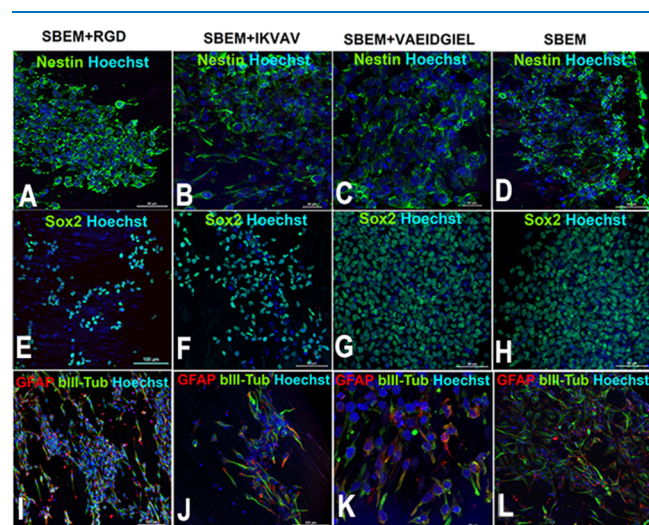 SBEM+RGD SBEM+IKVAV SBEM+VAEIDGIEL SBEM
Nestin Hoechst Nestin Hoechst Nestin Hoechst Nestin Hoechst
A B C D
Sox2 Hoechst Sox2 Hoechst Sox2 Hoechst Sox2 Hoechst
E F G H
100 µm
GFAP bIII-Tub Hoechst GFAP bIII-Tub Hoechst GFAP bIII-Tub Hoechst GFAP bIII-Tub Hoechst
I J K L